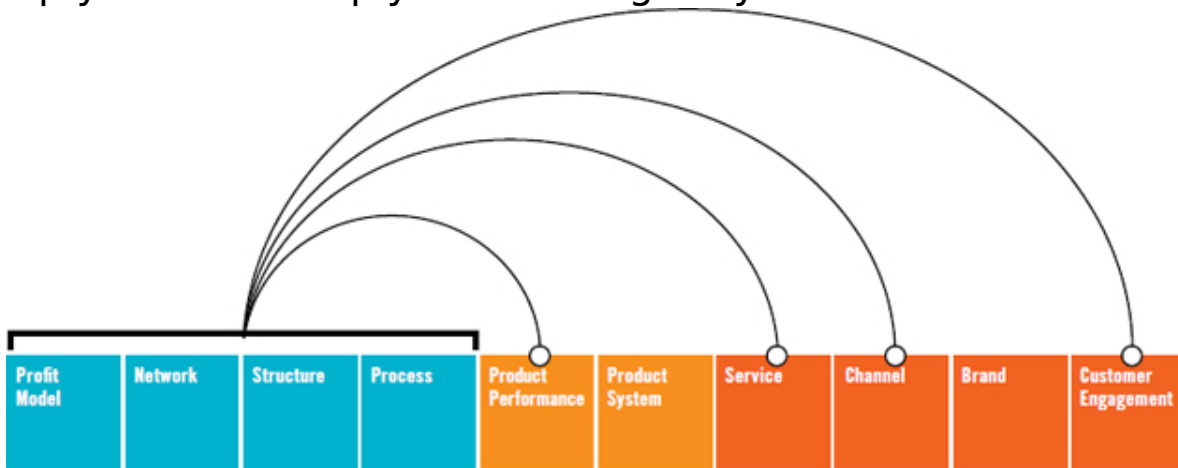 Profit
Model
Network
Structure
Process
Product
Performance
Product
System
Service
Channel
Brand
Customer
Engagement